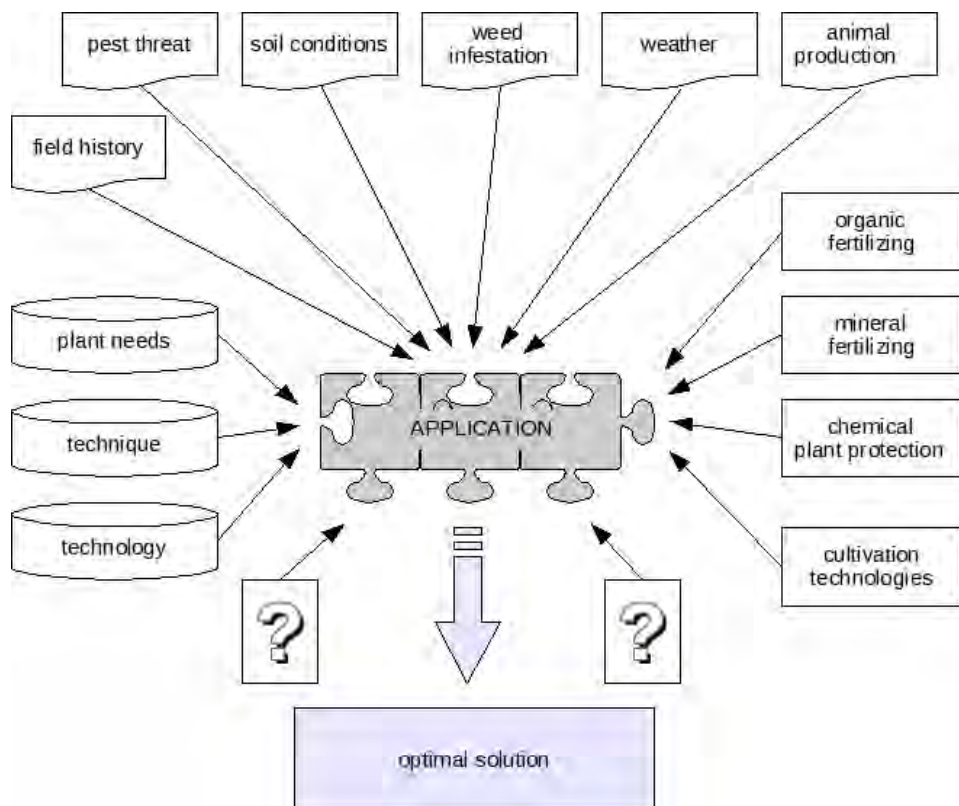 pest threat
soil conditions
weed
infestation
weather
animal
production
field history
organic
fertilizing
plant needs
mineral
fertilizing
technique
APPLICATION
chemical
plant protection
technology
cultivation
technologies
?
?
optimal solution